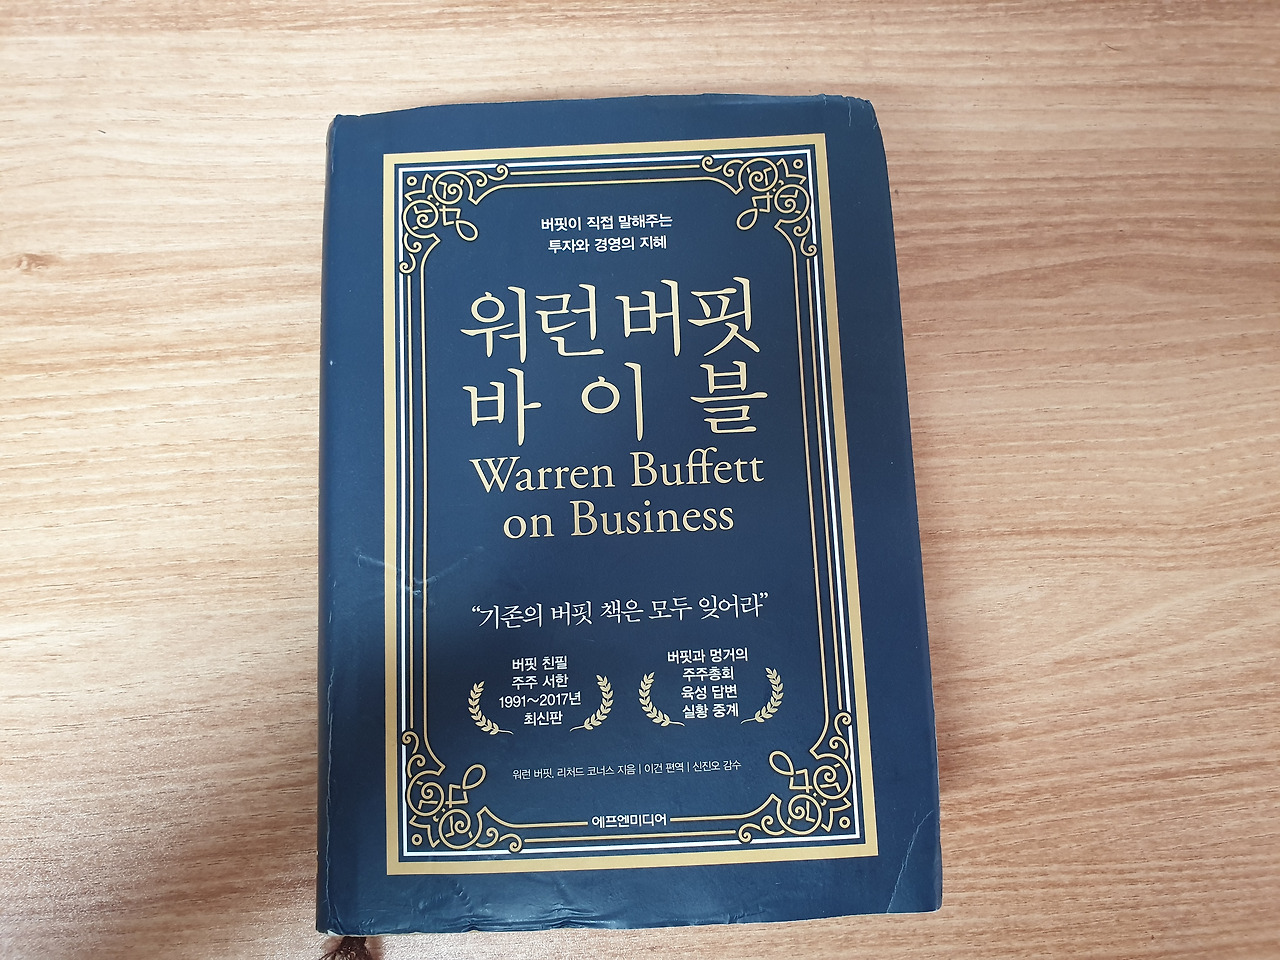 버핏이 직접 말해주는
투자와 경영의 지혜
워런 버핏
바이블
Warren Buffett
on Business
“기존의 버핏 책은 모두 잊어라”
버핏 친필
주주 서한
1991~2017년
최신판
버핏과 멍거의
주주총회
육성 답변
실황 중계
워런 버핏, 리처드 코너스 지음 | 이건 편역 | 신진오 감수
에프엔미디어